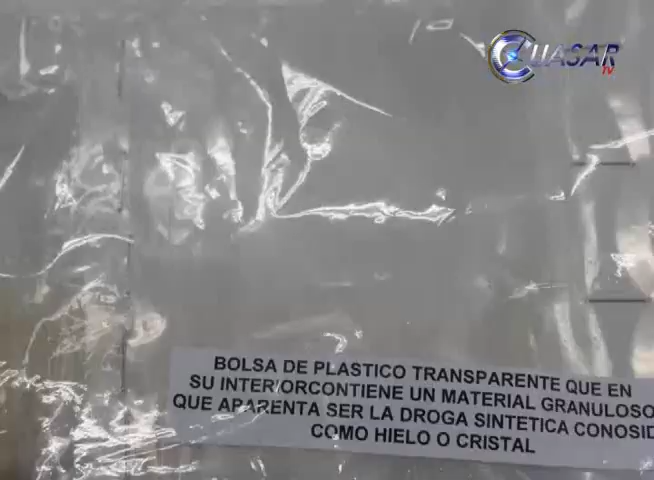 CUASAR
TV
BOLSA DE PLASTICO TRANSPARENTE QUE EN
SU INTERIORCONTIENE UN MATERIAL GRANULOSO
QUE APARENTA SER LA DROGA SINTETICA CONOSID
COMO HIELO O CRISTAL